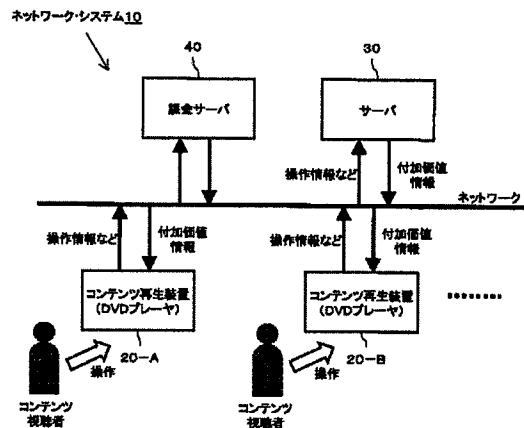 ネットワーク・システム10
40
30
課金サーバ
サーバ
操作情報など
付加価値
情報
ネットワーク
操作情報など
付加価値
情報
操作情報など
付加価値
情報
コンテンツ再生装置
(DVDプレーヤ)
コンテンツ再生装置
(DVDプレーヤ)
………
操作
20-A
操作
20-B
コンテンツ
視聴者
コンテンツ
視聴者